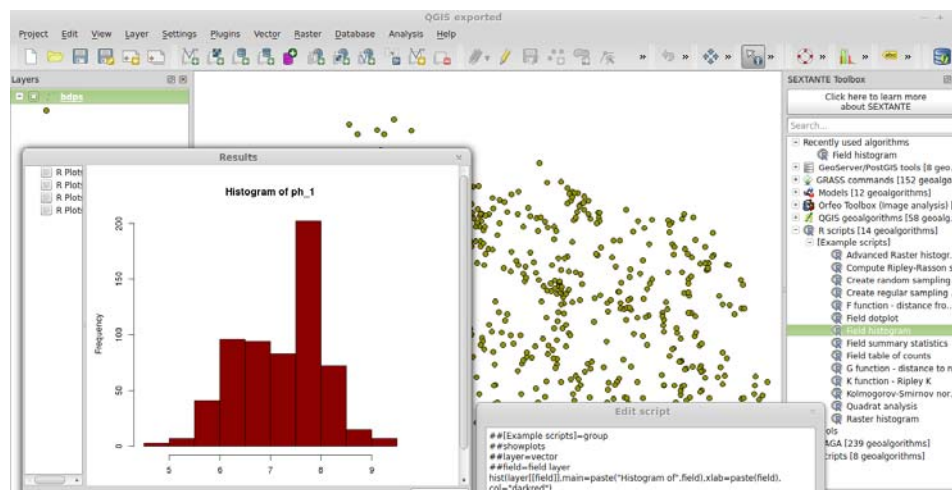 QGIS exported
Project Edit View Layer Settings Plugins Vector Raster Database Analysis Help
Layers
bdps
SEXTANTE Toolbox
Click here to learn more
about SEXTANTE
Search...
Recently used algorithms
Field histogram
GeoServer/PostGIS tools [8 geo...
GRASS commands [152 geoalgo
Models [12 geoalgorithms]
Orfeo Toolbox (Image analysis) [
QGIS geoalgorithms [58 geoalg.
R scripts [14 geoalgorithms]
[Example scripts]
Advanced Raster histogr.
Compute Ripley-Rasson s
Create random sampling
Create regular sampling
F function - distance fro...
Field dotplot
Field histogram
Field summary statistics
Field table of counts
G function - distance to n
K function - Ripley K
Kolmogorov-Smirnov nor.
Quadrat analysis
Raster histogram
ols
AGA [239 geoalgorithms]
cripts [8 geoalgorithms]
Results
R Plots
R Plots
R Plots
R Plots
Histogram of ph_1
Frequency
200
150
100
50
0
5 6 7 8 9
Edit script
##[Example scripts]=group
##showplots
##layer=vector
##field=field layer
hist(layer[[field]],main=paste("Histogram of",field),xlab=paste(field),
col="darkred")